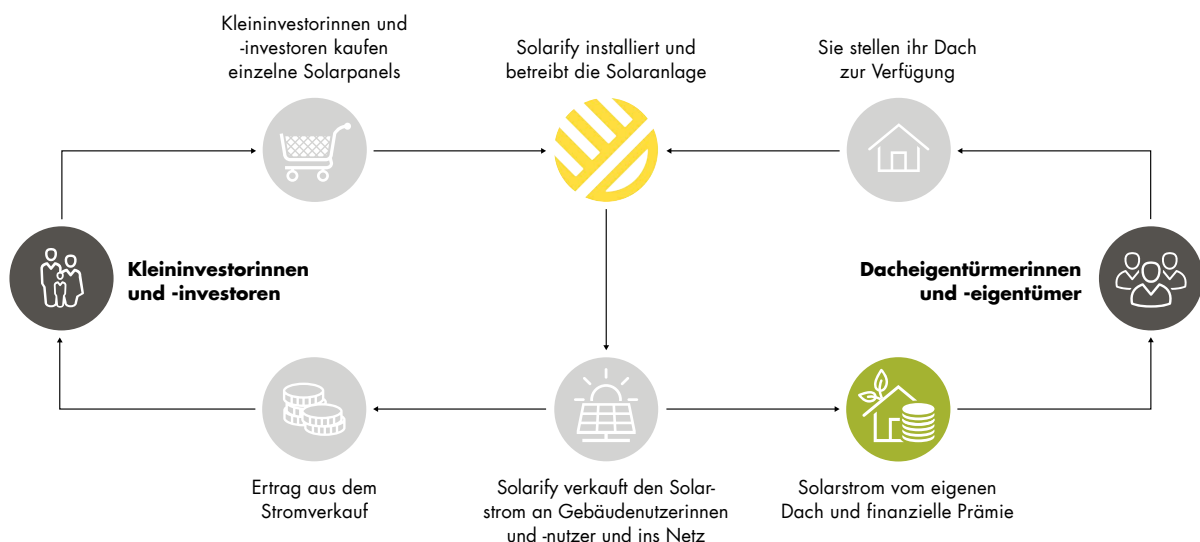 Kleininvestorinnen und
-investoren kaufen
einzelne Solarpanels
Solarify installiert und
betreibt die Solaranlage
Sie stellen ihr Dach
zur Verfügung
Kleininvestorinnen
und -investoren
Dacheigentürmerinnen
und -eigentümer
Ertrag aus dem
Stromverkauf
Solarify verkauft den Solar-
strom an Gebäudenutzerinnen
und -nutzer und ins Netz
Solarstrom vom eigenen
Dach und finanzielle Prämie